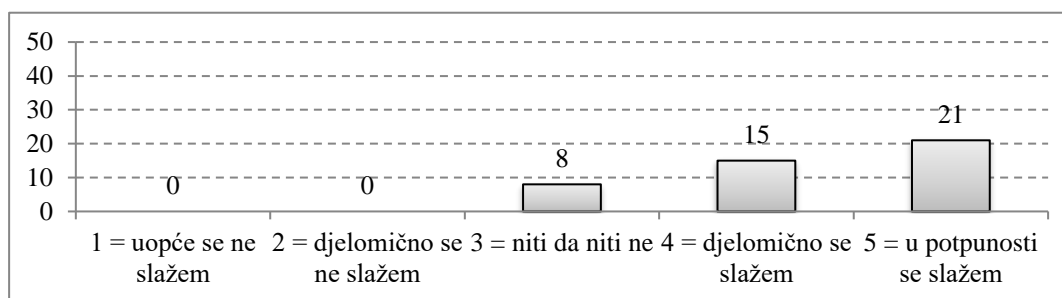 50
40
30
20
10
0
0
0
8
15
21
1 = uopće se ne slažem
2 = djelomično se ne slažem
3 = niti da niti ne
4 = djelomično se slažem
5 = u potpunosti se slažem